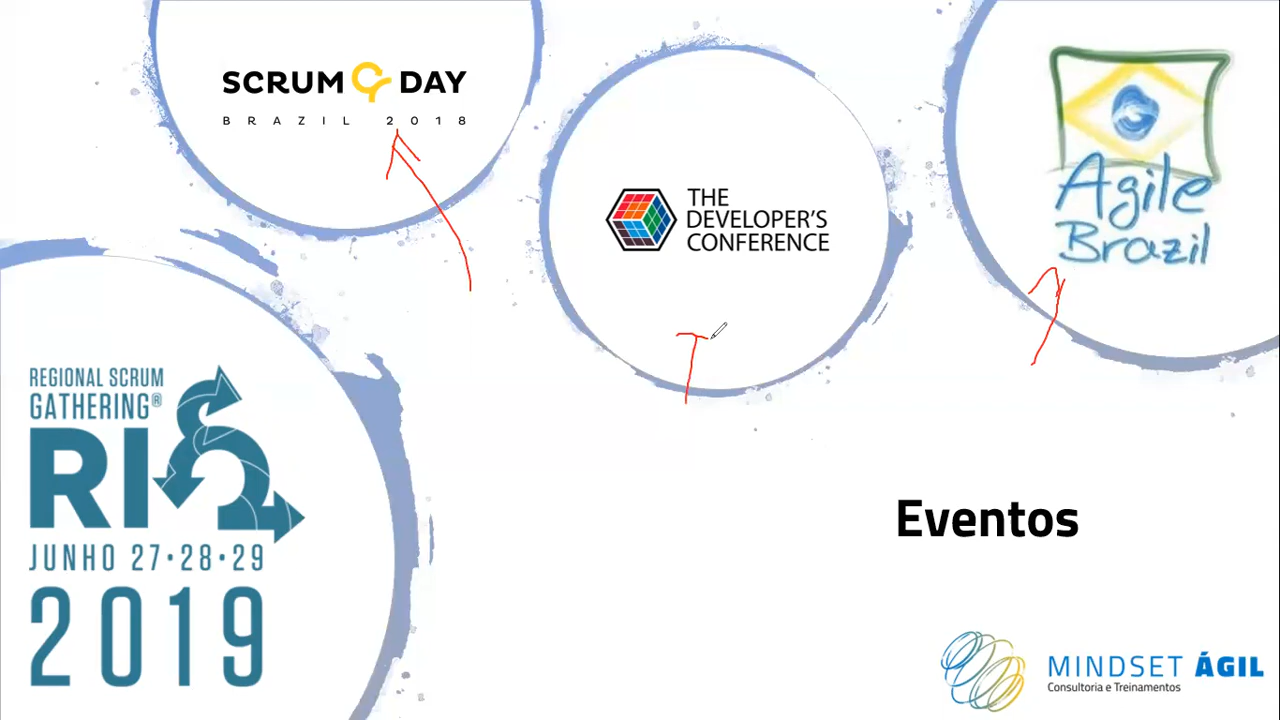 SCRUM DAY
BRAZIL 2018
THE
DEVELOPER'S
CONFERENCE
Agile
Brazil
REGIONAL SCRUM
GATHERING®
RIO
JUNHO 27•28•29
2019
Eventos
MINDSET ÁGIL
Consultoria e Treinamentos